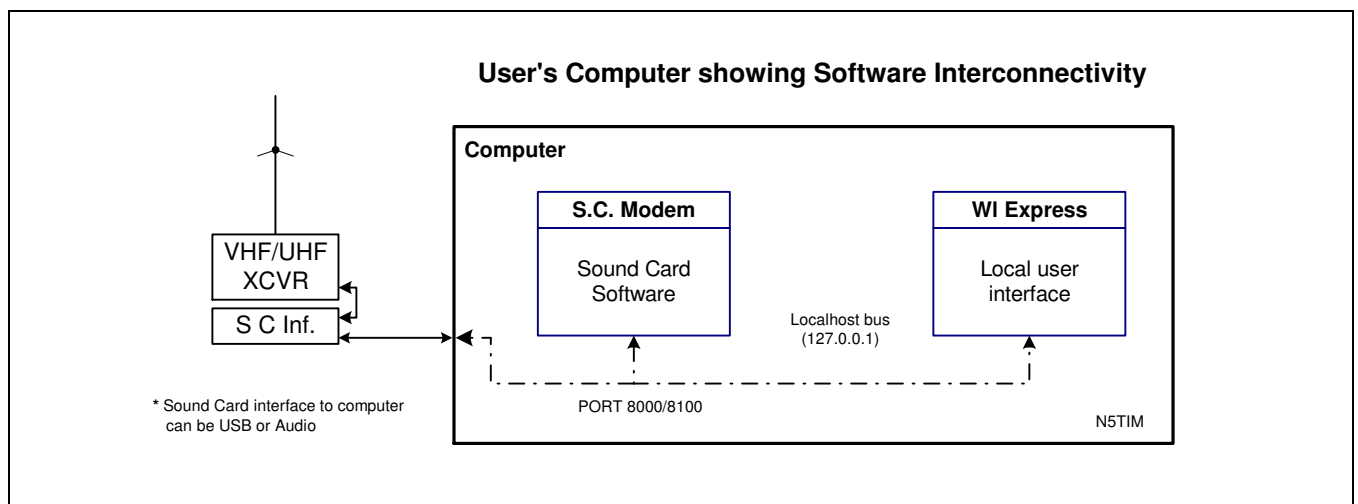 User's Computer showing Software Interconnectivity
Computer
S.C. Modem
Sound Card
Software
WI Express
Local user
interface
VHF/UHF
XCVR
S C Inf.
Localhost bus
(127.0.0.1)
PORT 8000/8100
* Sound Card interface to computer
can be USB or Audio
N5TIM